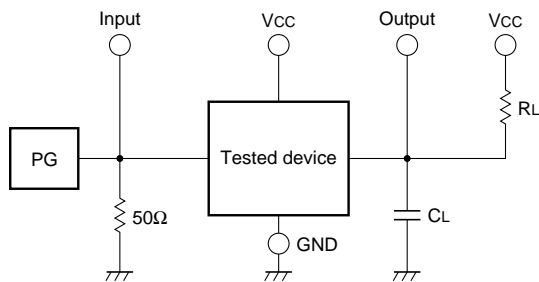 Input
VCC
Output
VCC
RL
PG
Tested device
50Ω
CL
GND